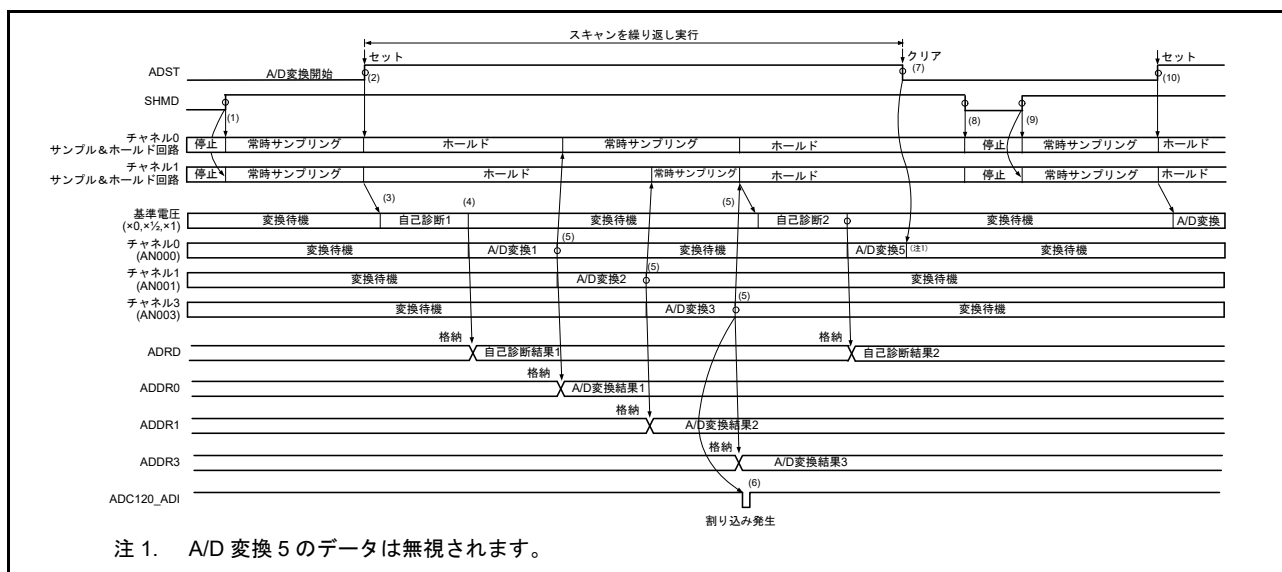 スキャンを繰り返し実行
セット
クリア
セット
ADST
A/D変換開始
(2)
(7)
(10)
SHMD
(1)
(8)
(9)
チャネル0
サンプル&ホールド回路
停止
常時サンプリング
ホールド
常時サンプリング
ホールド
停止
常時サンプリング
ホールド
チャネル1
サンプル&ホールド回路
停止
常時サンプリング
ホールド
常時サンプリング
ホールド
停止
常時サンプリング
ホールド
(3)
(4)
(5)
基準電圧
(×0,×½,×1)
変換待機
自己診断1
変換待機
自己診断2
変換待機
A/D変換
チャネル0
(AN000)
変換待機
A/D変換1
(5)
変換待機
A/D変換5
(注1)
変換待機
チャネル1
(AN001)
変換待機
A/D変換2
(5)
変換待機
チャネル3
(AN003)
変換待機
A/D変換3
(5)
変換待機
ADRD
格納
自己診断結果1
格納
自己診断結果2
ADDR0
格納
A/D変換結果1
ADDR1
格納
A/D変換結果2
ADDR3
格納
A/D変換結果3
ADC120_ADI
(6)
割り込み発生
注 1. A/D 変換 5 のデータは無視されます。